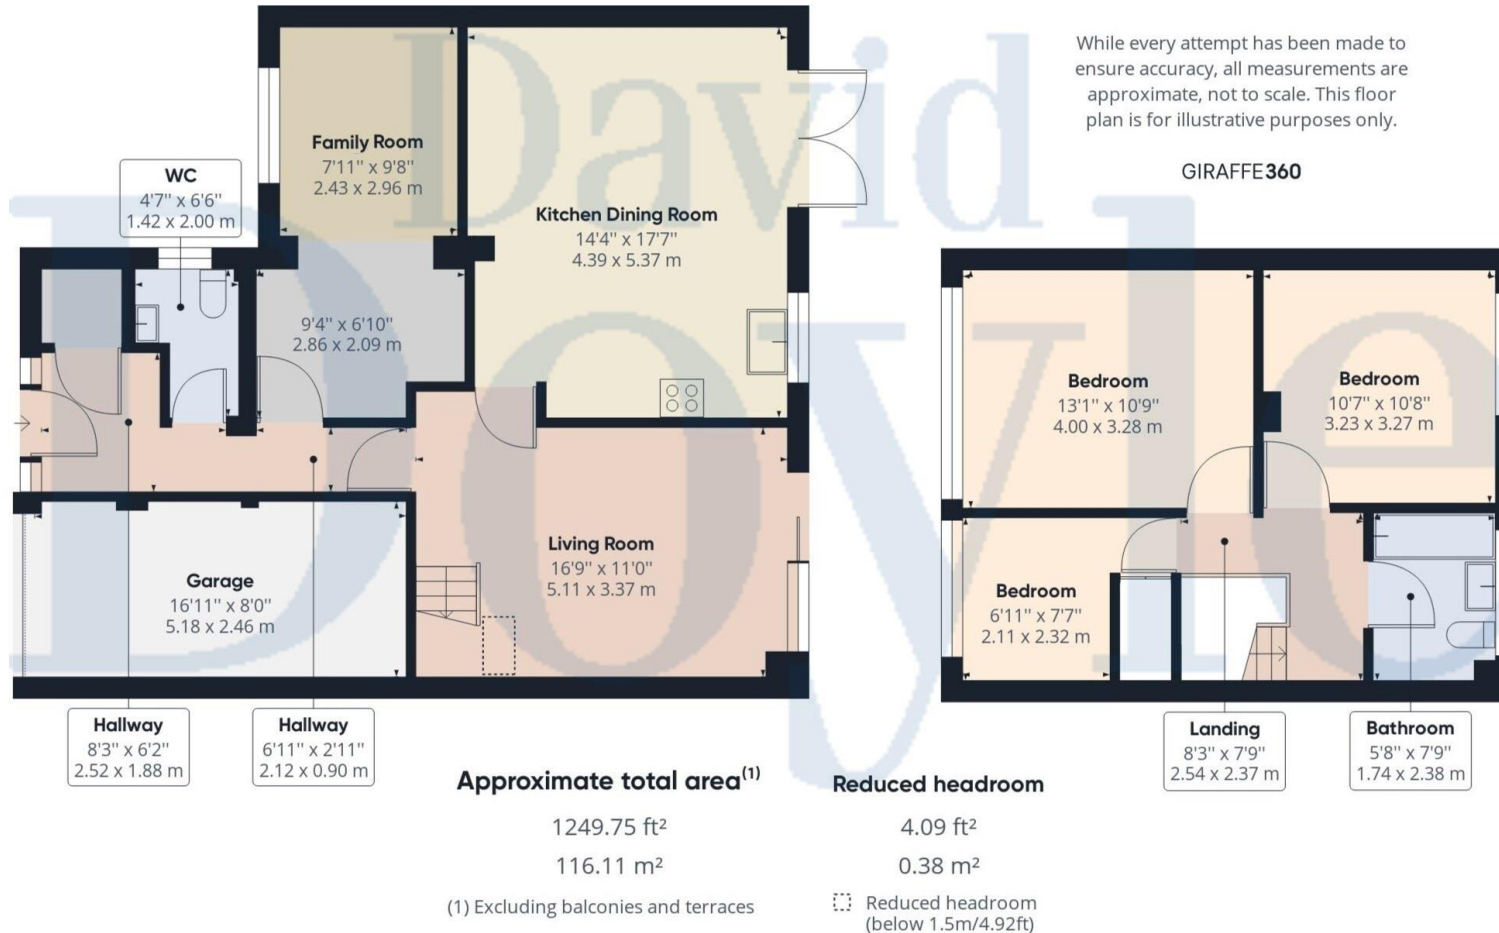 David
Doyle
While every attempt has been made to
ensure accuracy, all measurements are
approximate, not to scale. This floor
plan is for illustrative purposes only.
GIRAFFE360
Family Room
7'11" x 9'8"
2.43 x 2.96 m
WC
4'7" x 6'6"
1.42 x 2.00 m
Kitchen Dining Room
14'4" x 17'7"
4.39 x 5.37 m
9'4" x 6'10"
2.86 x 2.09 m
Bedroom
13'1" x 10'9"
4.00 x 3.28 m
Bedroom
10'7" x 10'8"
3.23 x 3.27 m
Living Room
16'9" x 11'0"
5.11 x 3.37 m
Garage
16'11" x 8'0"
5.18 x 2.46 m
Bedroom
6'11" x 7'7"
2.11 x 2.32 m
Hallway
8'3" x 6'2"
2.52 x 1.88 m
Hallway
6'11" x 2'11"
2.12 x 0.90 m
Landing
8'3" x 7'9"
2.54 x 2.37 m
Bathroom
5'8" x 7'9"
1.74 x 2.38 m
Approximate total area(1)
1249.75 ft²
116.11 m²
(1) Excluding balconies and terraces
Reduced headroom
4.09 ft²
0.38 m²
Reduced headroom
(below 1.5m/4.92ft)